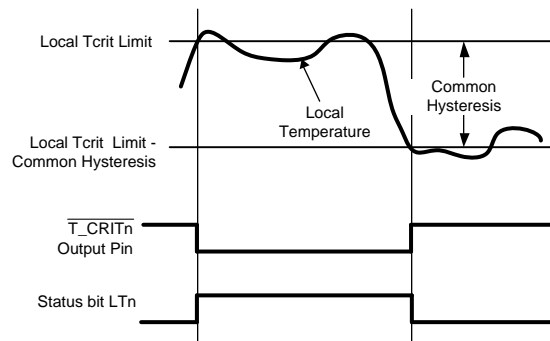 Local Tcrit Limit
Common
Hysteresis
Local
Temperature
Local Tcrit Limit -
Common Hysteresis
T_CRITn
Output Pin
Status bit LTn